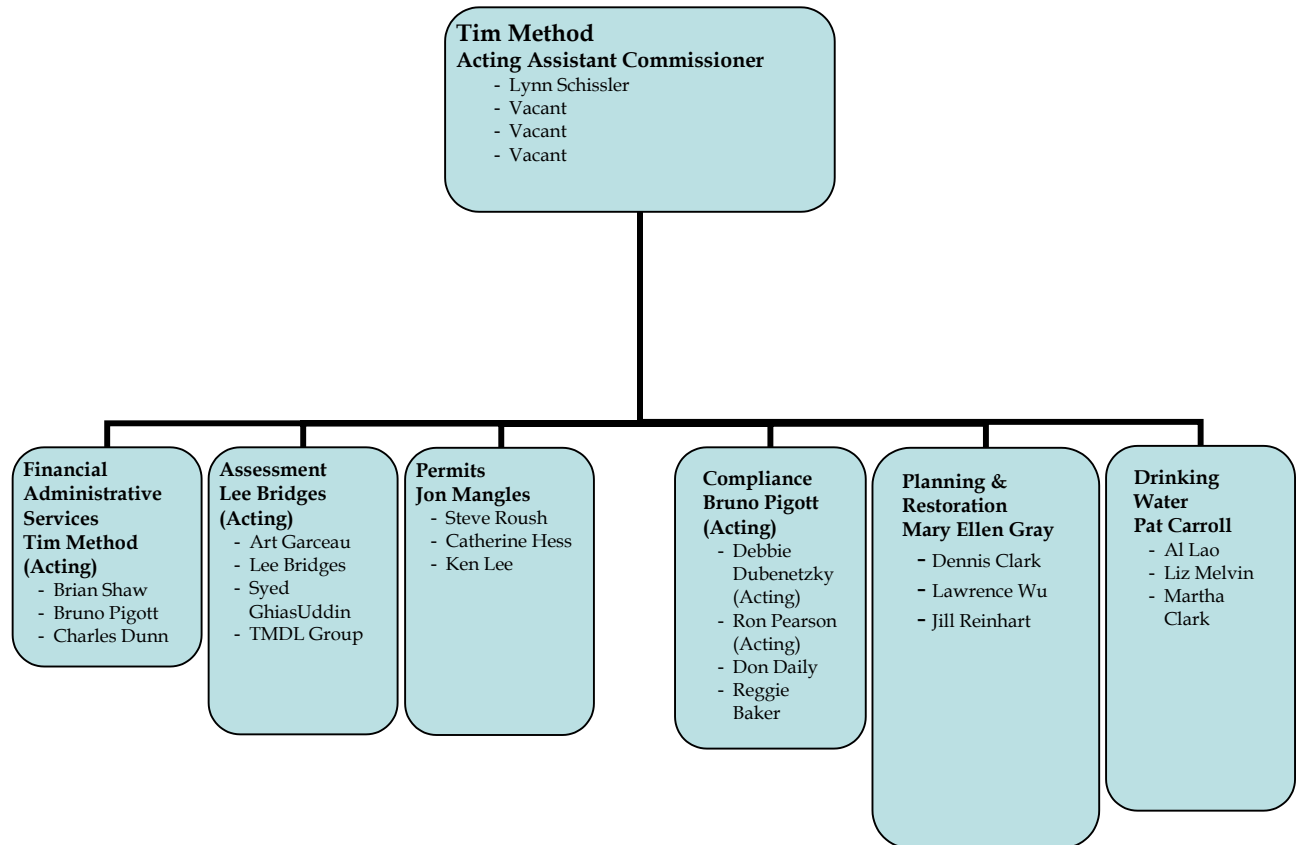 Tim Method
Acting Assistant Commissioner
- Lynn Schissler
- Vacant
- Vacant
- Vacant
Financial
Administrative
Services
Tim Method
(Acting)
- Brian Shaw
- Bruno Pigott
- Charles Dunn
Assessment
Lee Bridges
(Acting)
- Art Garceau
- Lee Bridges
- Syed
GhiasUddin
- TMDL Group
Permits
Jon Mangles
- Steve Roush
- Catherine Hess
- Ken Lee
Compliance
Bruno Pigott
(Acting)
- Debbie
Dubenetzky
(Acting)
- Ron Pearson
(Acting)
- Don Daily
- Reggie
Baker
Planning &
Restoration
Mary Ellen Gray
- Dennis Clark
- Lawrence Wu
- Jill Reinhart
Drinking
Water
Pat Carroll
- Al Lao
- Liz Melvin
- Martha
Clark